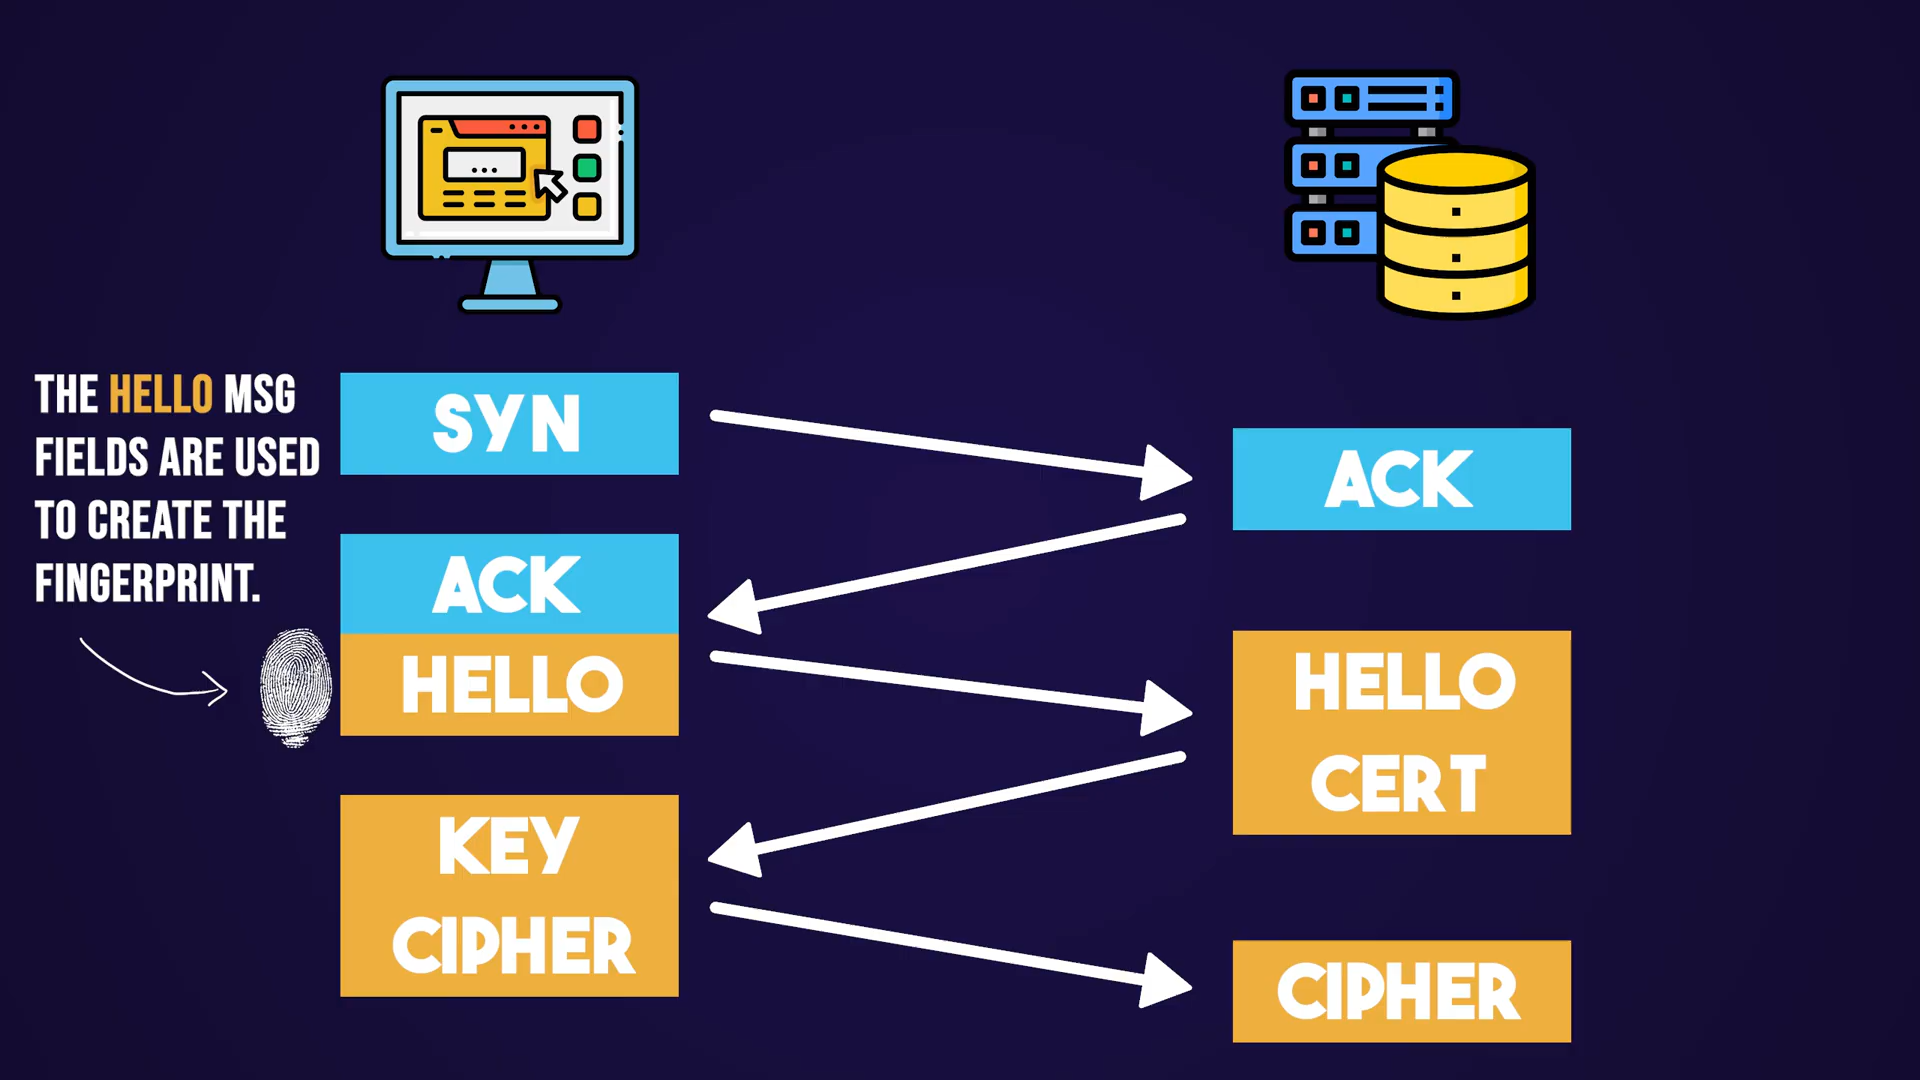 THE HELLO MSG
FIELDS ARE USED
TO CREATE THE
FINGERPRINT.
SYN
ACK
ACK
HELLO
HELLO
CERT
KEY
CIPHER
CIPHER